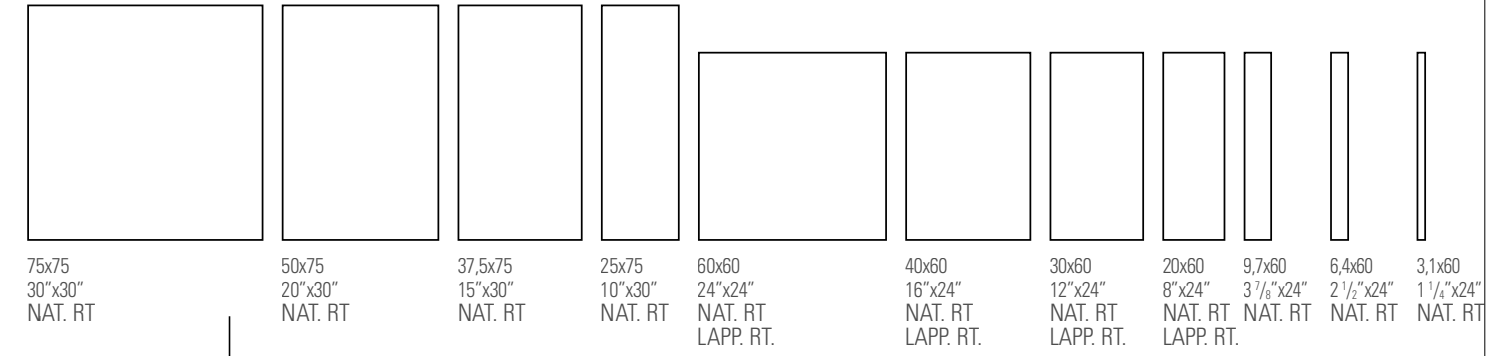 75x75
30”x30”
NAT. RT
50x75
20”x30”
NAT. RT
37,5x75
15”x30”
NAT. RT
25x75
10”x30”
NAT. RT
60x60
24”x24”
NAT. RT
LAPP. RT.
40x60
16”x24”
NAT. RT
LAPP. RT.
30x60
12”x24”
NAT. RT
LAPP. RT.
20x60
8”x24”
NAT. RT
LAPP. RT.
9,7x60
3 7/8”x24”
NAT. RT
6,4x60
2 1/2”x24”
NAT. RT
3,1x60
1 1/4”x24”
NAT. RT